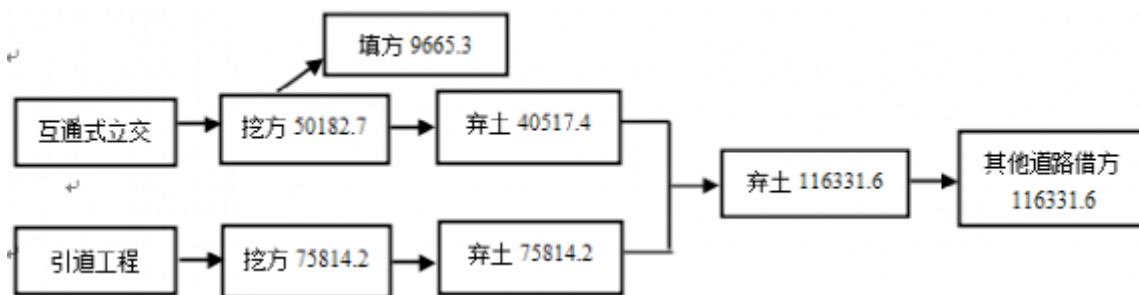 填方 9665.3
互通式立交
挖方 50182.7
弃土 40517.4
弃土 116331.6
其他道路借方
116331.6
引道工程
挖方 75814.2
弃土 75814.2